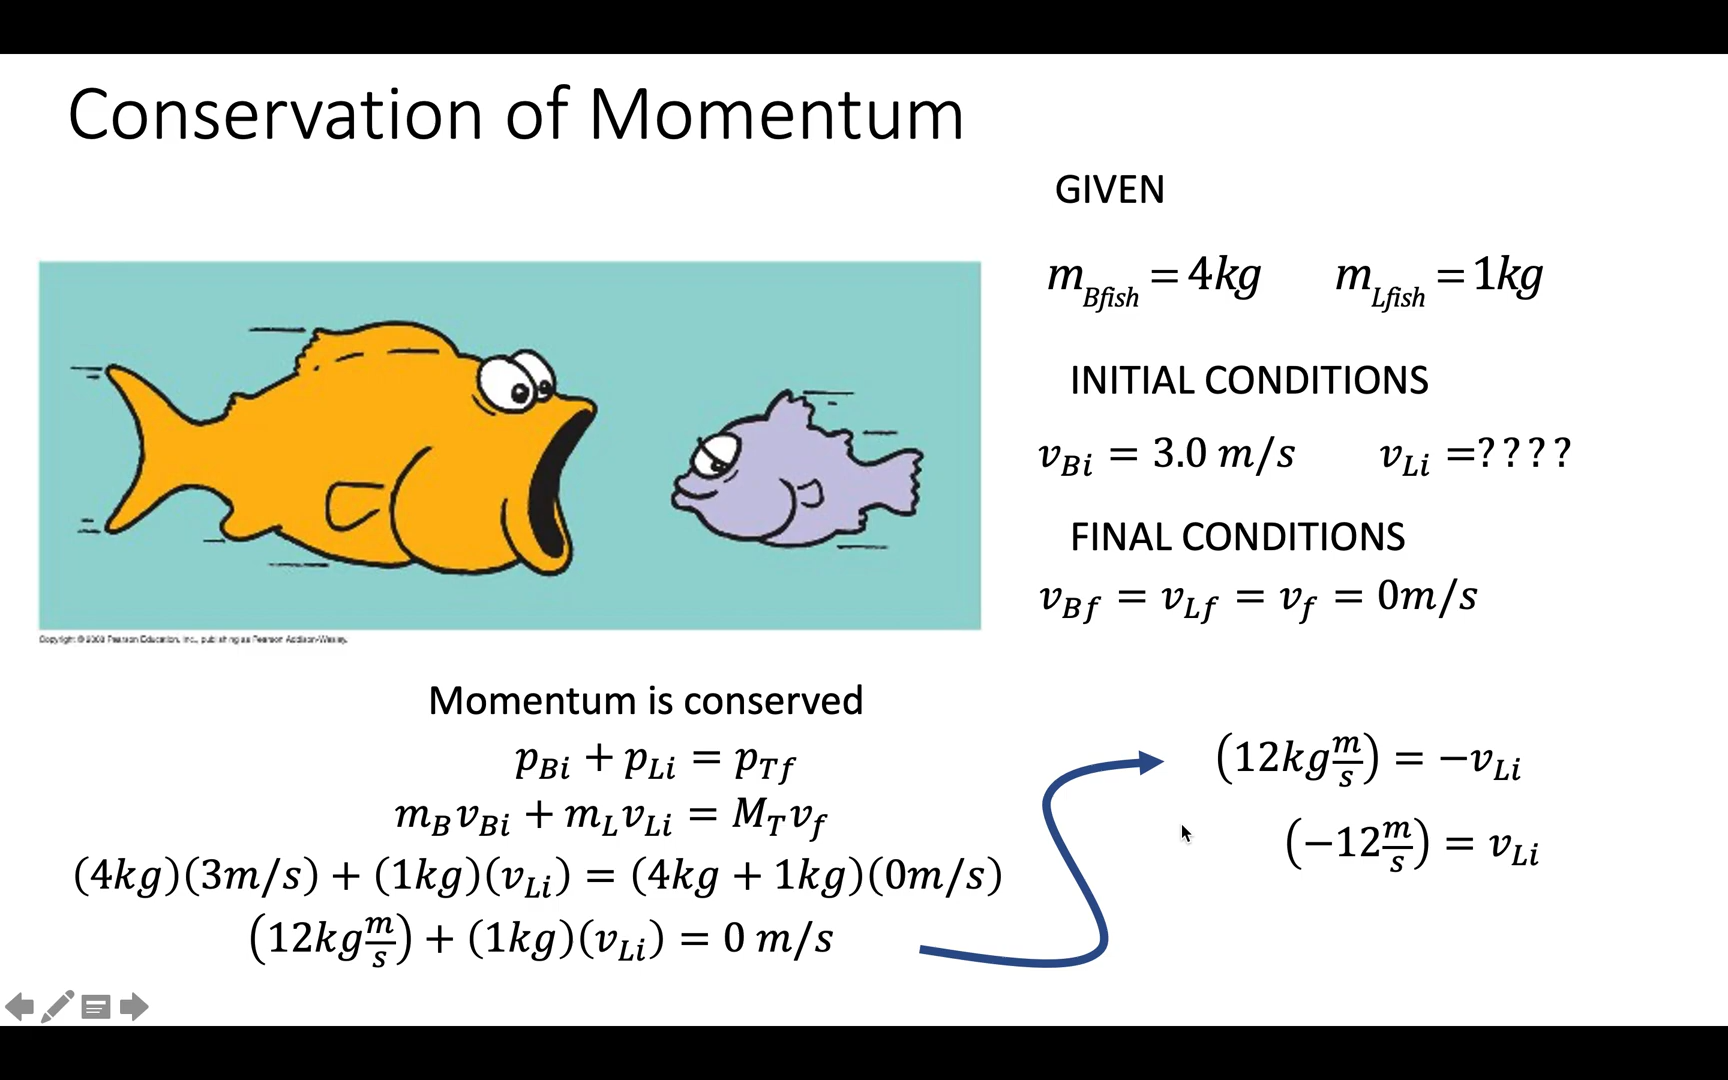 Conservation of Momentum
GIVEN
m_Bfish = 4kg m_Lfish = 1kg
INITIAL CONDITIONS
v_Bi = 3.0 m/s v_Li =????
FINAL CONDITIONS
v_Bf = v_Lf = v_f = 0m/s
Copyright © 2008 Pearson Education, Inc., publishing as Pearson Addison-Wesley.
Momentum is conserved
p_Bi + p_Li = p_Tf
m_B v_Bi + m_L v_Li = M_T v_f
(4kg)(3m/s) + (1kg)(v_Li) = (4kg + 1kg)(0m/s)
(12kg m/s) + (1kg)(v_Li) = 0 m/s
(12kg m/s) = −v_Li
(−12 m/s) = v_Li